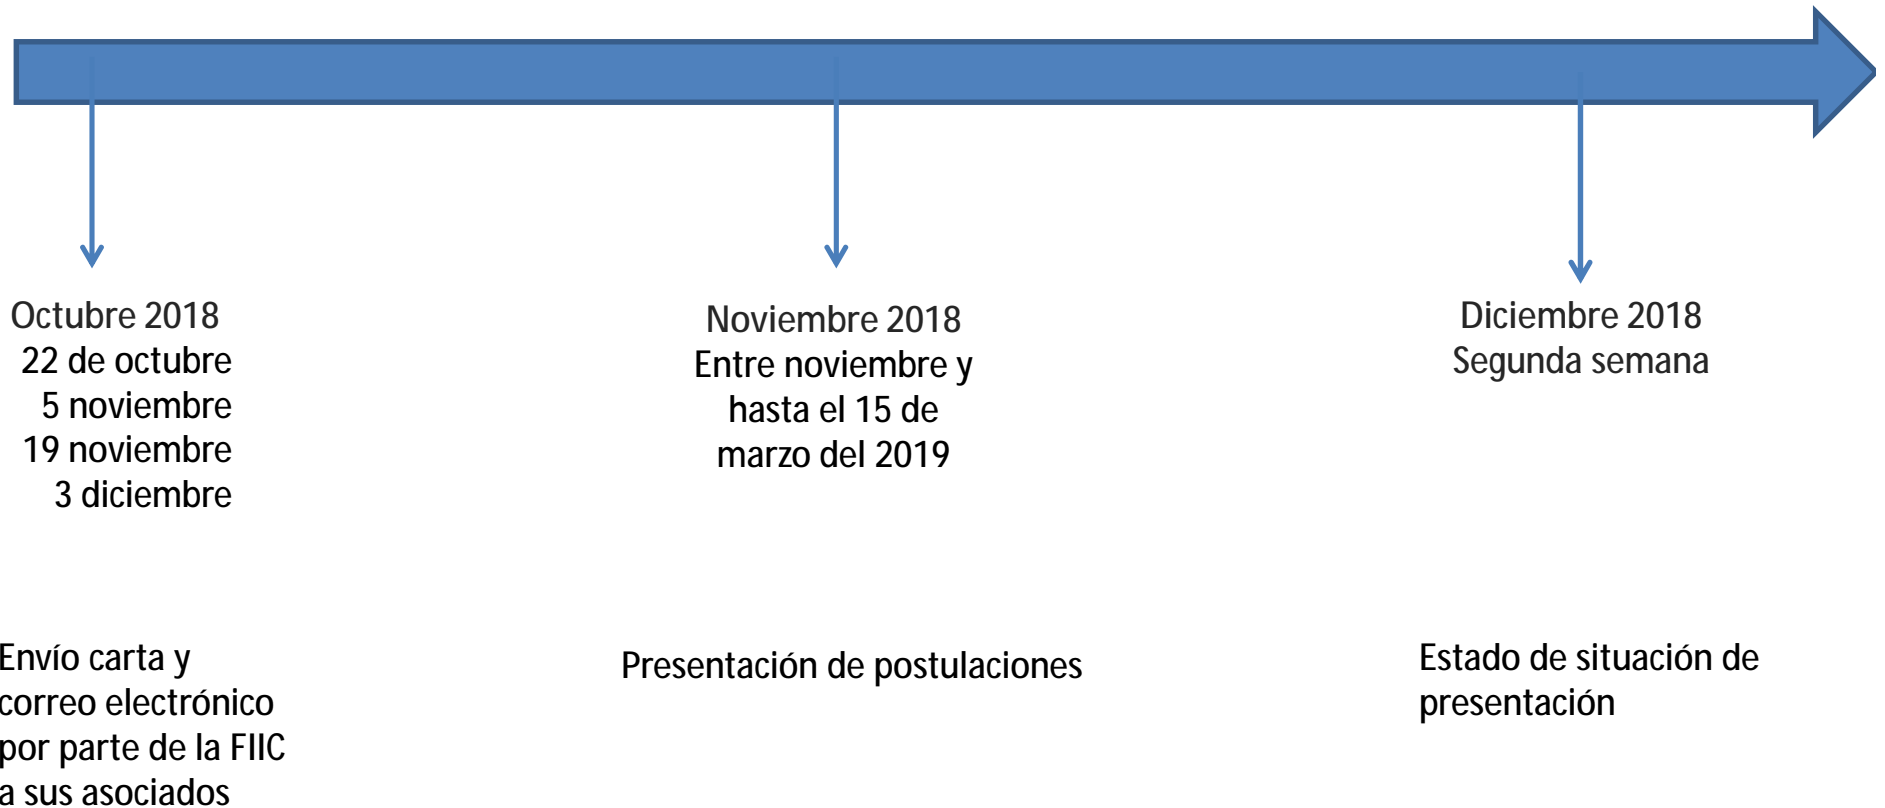 Octubre 2018
22 de octubre
5 noviembre
19 noviembre
3 diciembre
Noviembre 2018
Entre noviembre y
hasta el 15 de
marzo del 2019
Diciembre 2018
Segunda semana
Envío carta y
correo electrónico
por parte de la FIIC
a sus asociados
Presentación de postulaciones
Estado de situación de
presentación